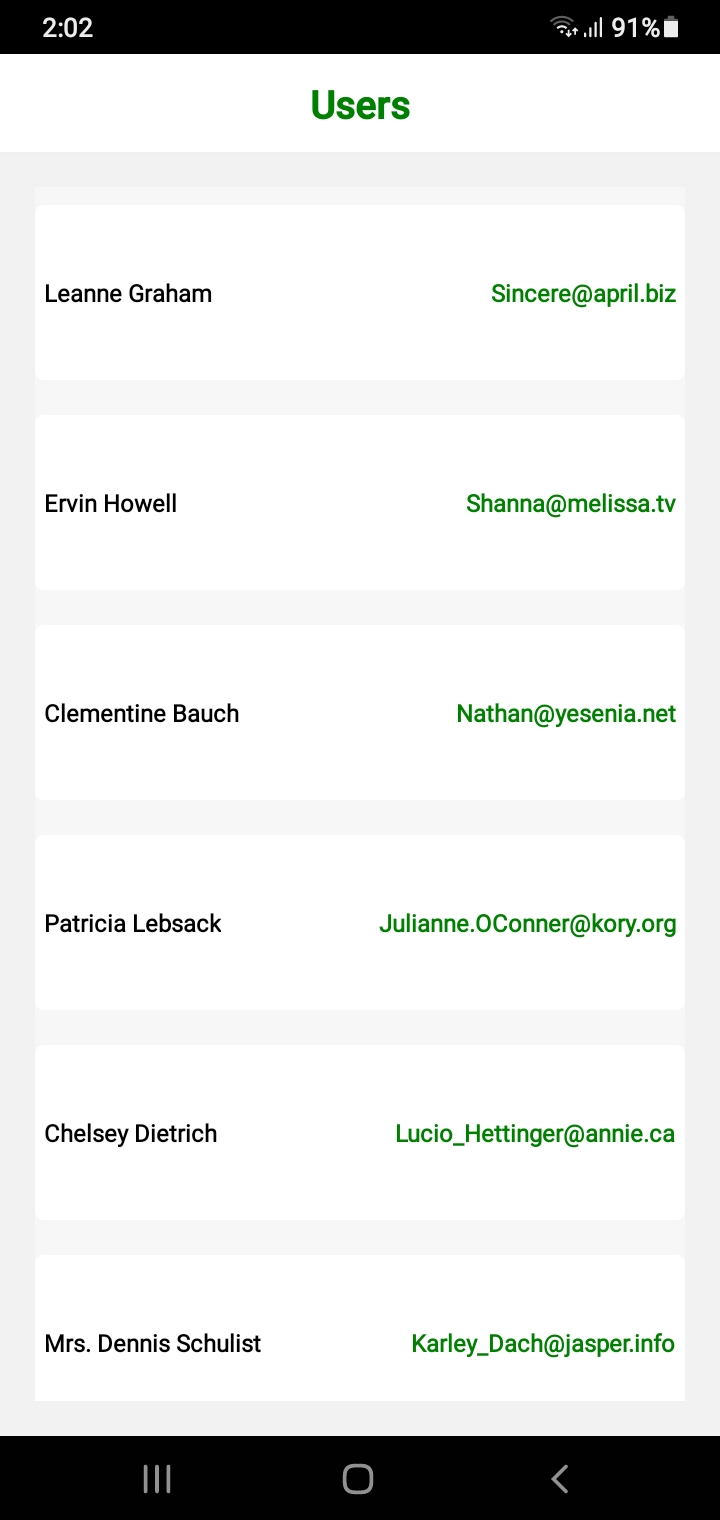 2:02 91%
Users
Leanne Graham Sincere@april.biz
Ervin Howell Shanna@melissa.tv
Clementine Bauch Nathan@yesenia.net
Patricia Lebsack Julianne.OConner@kory.org
Chelsey Dietrich Lucio_Hettinger@annie.ca
Mrs. Dennis Schulist Karley_Dach@jasper.info